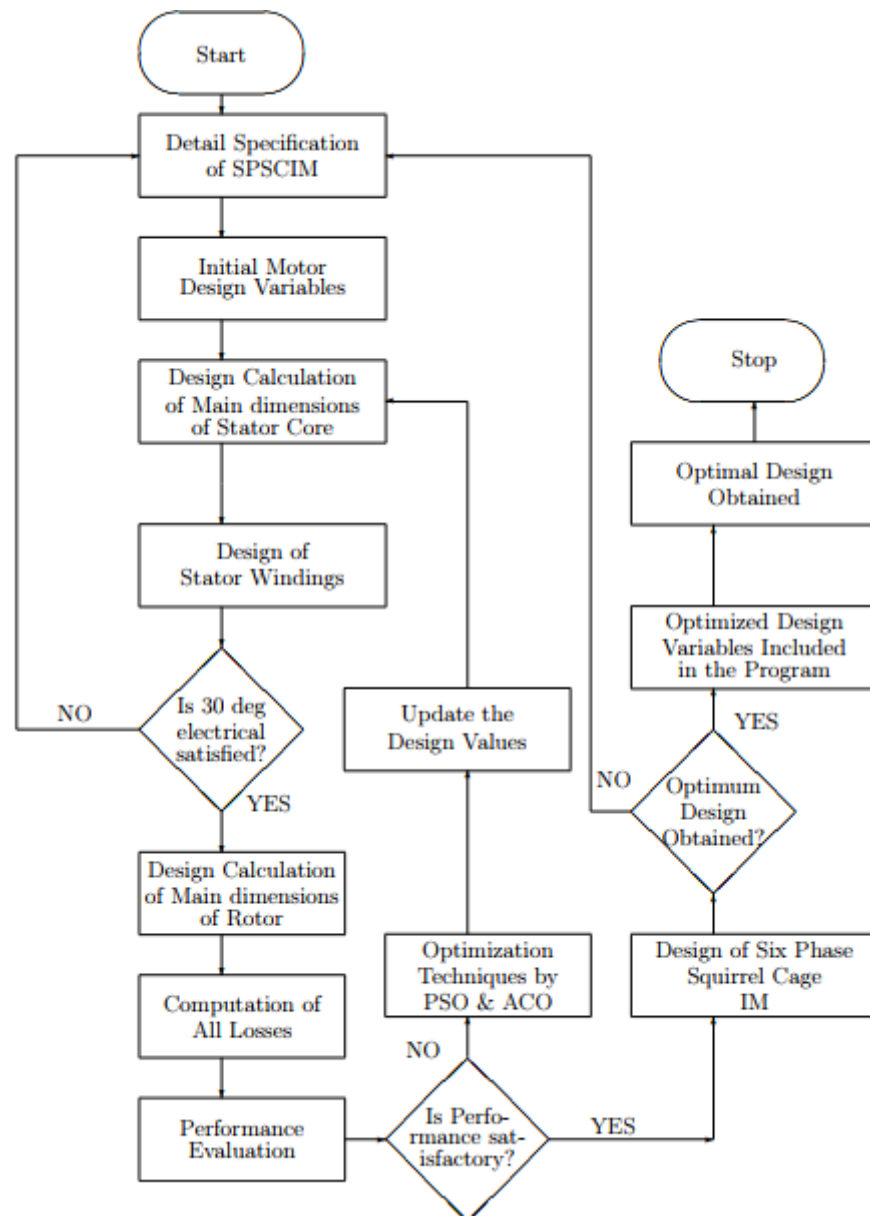 Start
Detail Specification
of SPSCIM
Initial Motor
Design Variables
Design Calculation
of Main dimensions
of Stator Core
Design of
Stator Windings
Is 30 deg
electrical
satisfied?
NO
YES
Design Calculation
of Main dimensions
of Rotor
Computation of
All Losses
Performance
Evaluation
Is Perfo-
rmance sat-
isfactory?
NO
YES
Optimization
Techniques by
PSO & ACO
Update the
Design Values
Design of Six Phase
Squirrel Cage
IM
Optimum
Design
Obtained?
NO
YES
Optimized Design
Variables Included
in the Program
Optimal Design
Obtained
Stop